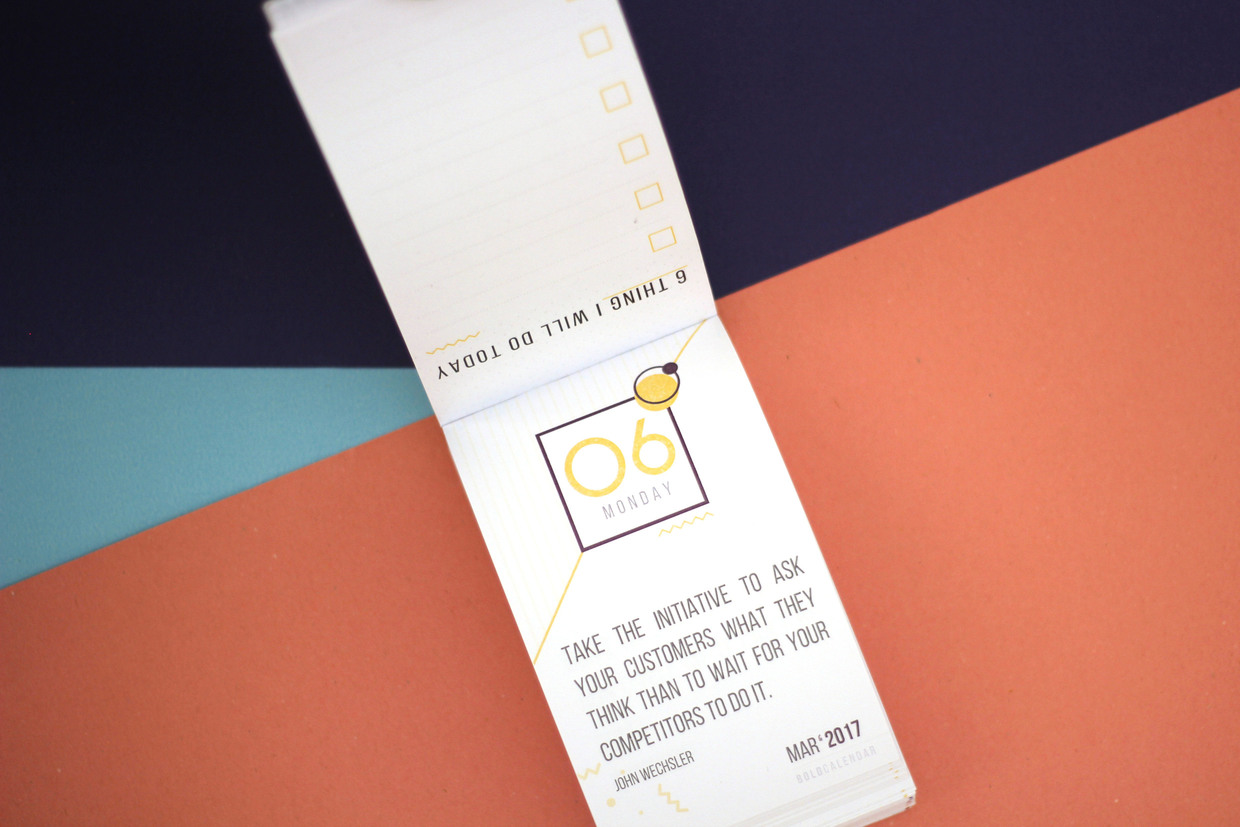 6 THING I WILL DO TODAY
06
MONDAY
TAKE THE INITIATIVE TO ASK
YOUR CUSTOMERS WHAT THEY
THINK THAN TO WAIT FOR YOUR
COMPETITORS TO DO IT.
JOHN WECHSLER
MAR‘2017
BOLDCALENDAR